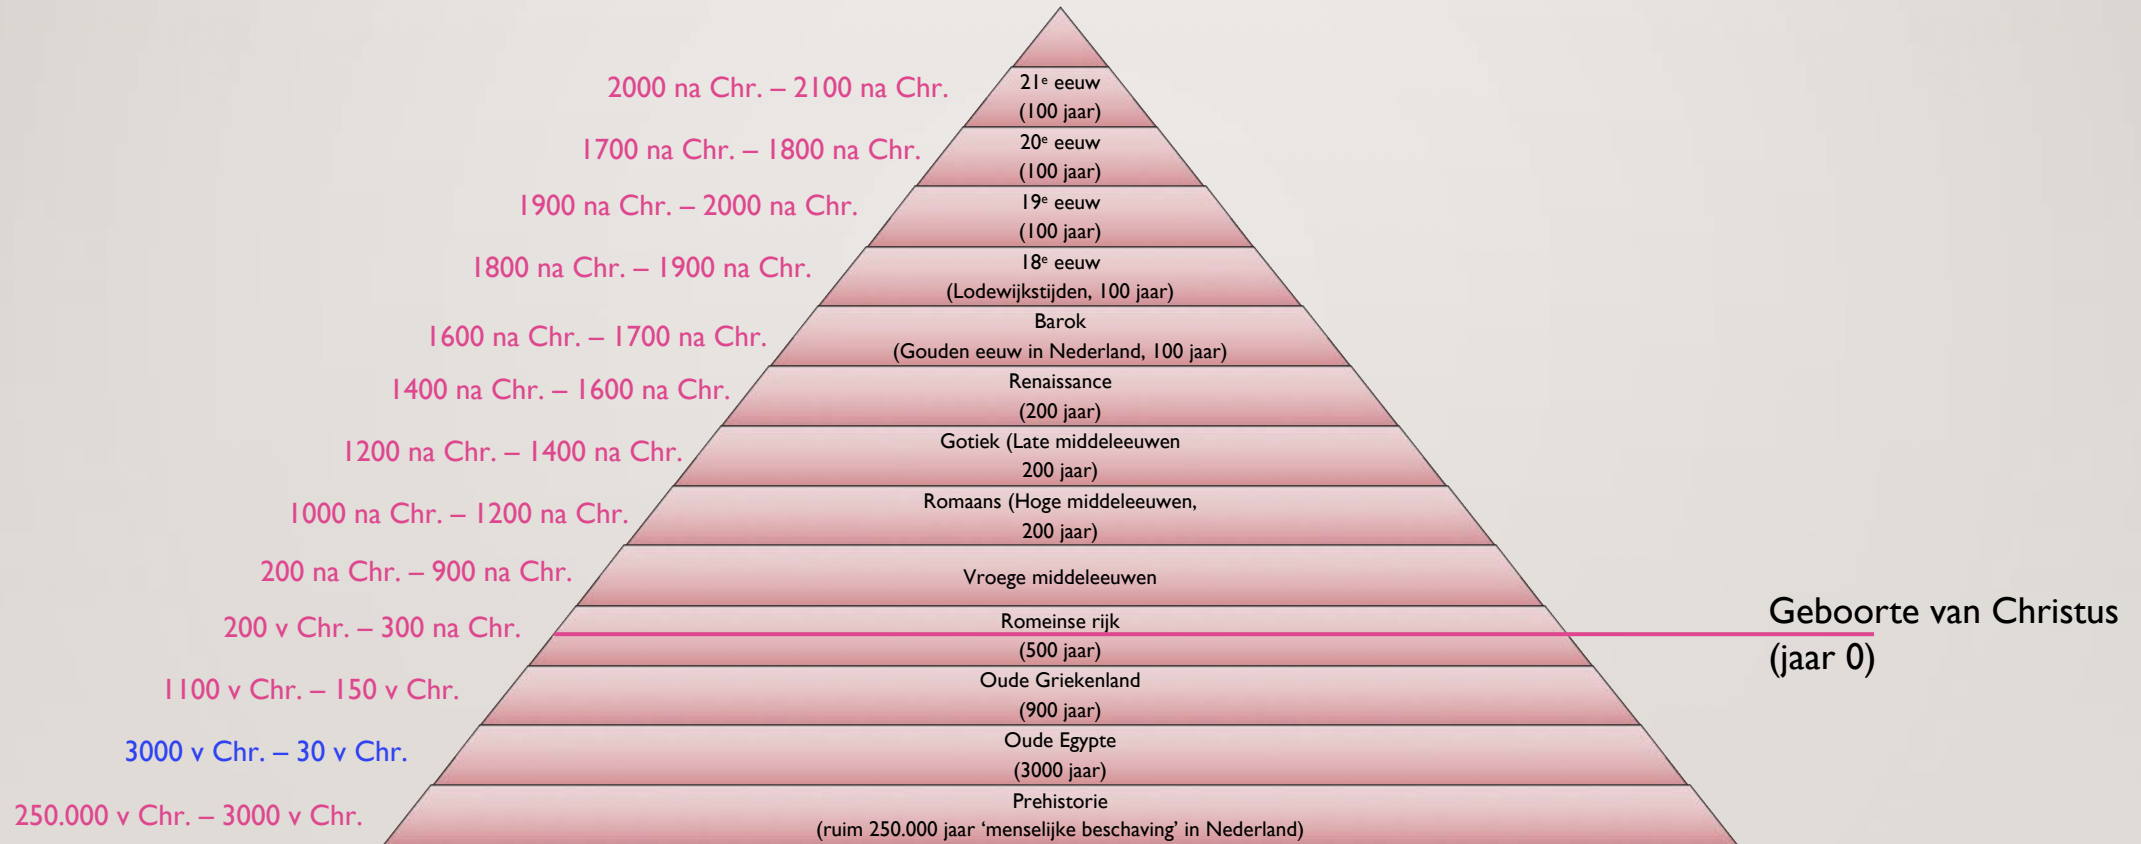 2000 na Chr. – 2100 na Chr.
21e eeuw
(100 jaar)
1700 na Chr. – 1800 na Chr.
20e eeuw
(100 jaar)
1900 na Chr. – 2000 na Chr.
19e eeuw
(100 jaar)
1800 na Chr. – 1900 na Chr.
18e eeuw
(Lodewijkstijden, 100 jaar)
1600 na Chr. – 1700 na Chr.
Barok
(Gouden eeuw in Nederland, 100 jaar)
1400 na Chr. – 1600 na Chr.
Renaissance
(200 jaar)
1200 na Chr. – 1400 na Chr.
Gotiek (Late middeleeuwen
200 jaar)
1000 na Chr. – 1200 na Chr.
Romaans (Hoge middeleeuwen,
200 jaar)
200 na Chr. – 900 na Chr.
Vroege middeleeuwen
200 v Chr. – 300 na Chr.
Romeinse rijk
(500 jaar)
Geboorte van Christus
(jaar 0)
1100 v Chr. – 150 v Chr.
Oude Griekenland
(900 jaar)
3000 v Chr. – 30 v Chr.
Oude Egypte
(3000 jaar)
250.000 v Chr. – 3000 v Chr.
Prehistorie
(ruim 250.000 jaar ‘menselijke beschaving’ in Nederland)